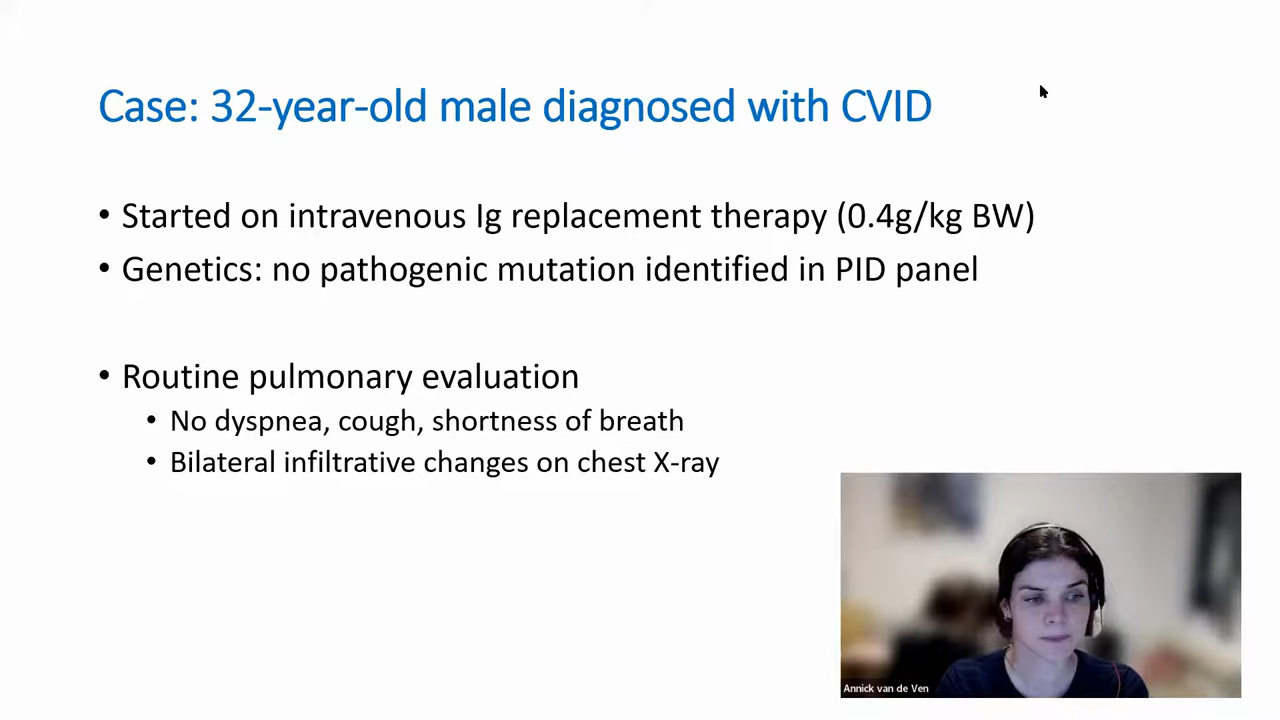 Case: 32-year-old male diagnosed with CVID
• Started on intravenous Ig replacement therapy (0.4g/kg BW)
• Genetics: no pathogenic mutation identified in PID panel
• Routine pulmonary evaluation
• No dyspnea, cough, shortness of breath
• Bilateral infiltrative changes on chest X-ray
Annick van de Ven